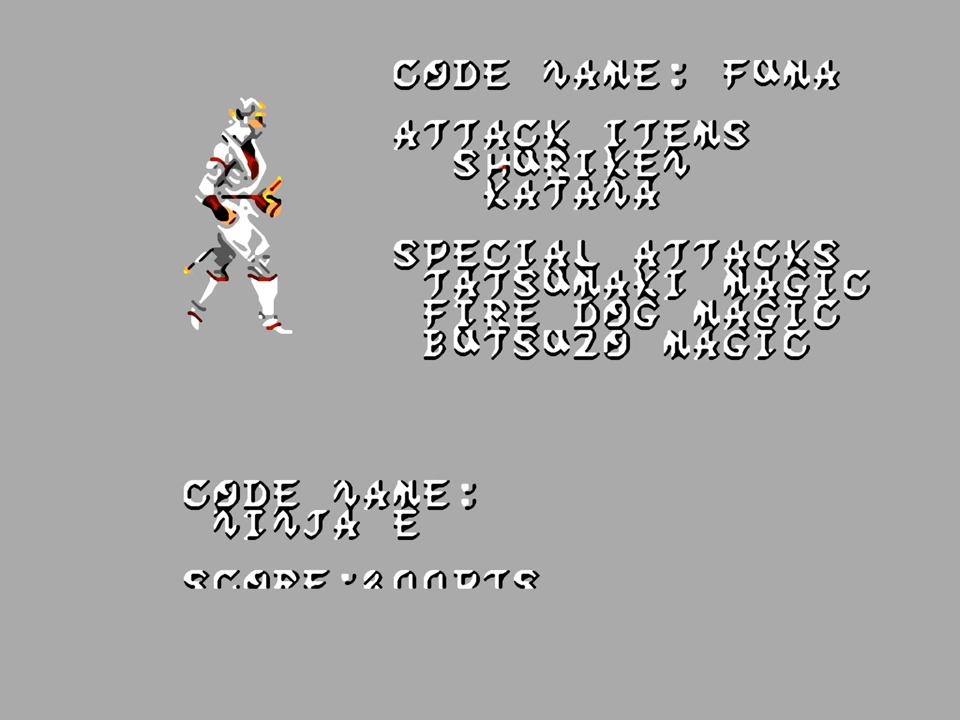 CODE NAME: FUMA
ATTACK ITEMS
SHURIKEN
KATANA
SPECIAL ATTACKS
TATSUMAKI MAGIC
FIRE DOG MAGIC
BUTSUZO MAGIC
CODE NAME:
NINJA E
SCORE: